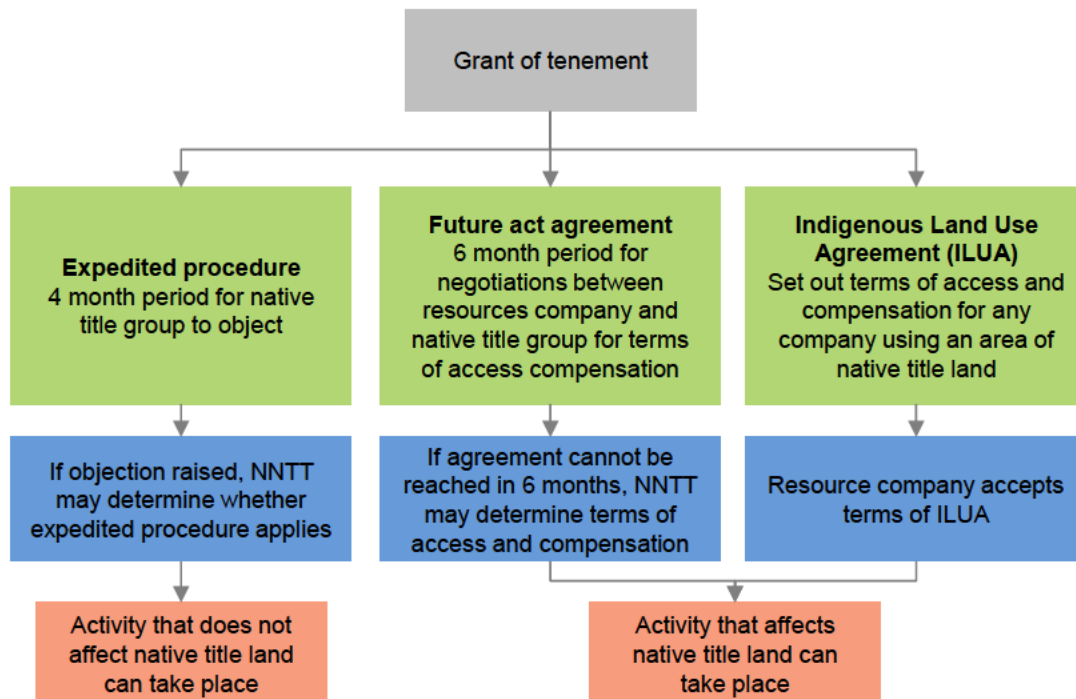 Grant of tenement
Expedited procedure
4 month period for native
title group to object
Future act agreement
6 month period for
negotiations between
resources company and
native title group for terms
of access compensation
Indigenous Land Use
Agreement (ILUA)
Set out terms of access and
compensation for any
company using an area of
native title land
If objection raised, NNTT
may determine whether
expedited procedure applies
If agreement cannot be
reached in 6 months, NNTT
may determine terms of
access and compensation
Resource company accepts
terms of ILUA
Activity that does not
affect native title land
can take place
Activity that affects
native title land can
take place